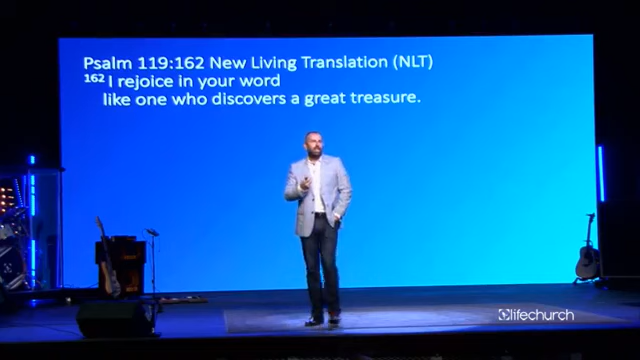 Psalm 119:162 New Living Translation (NLT)
162 I rejoice in your word
like one who discovers a great treasure.
lifechurch